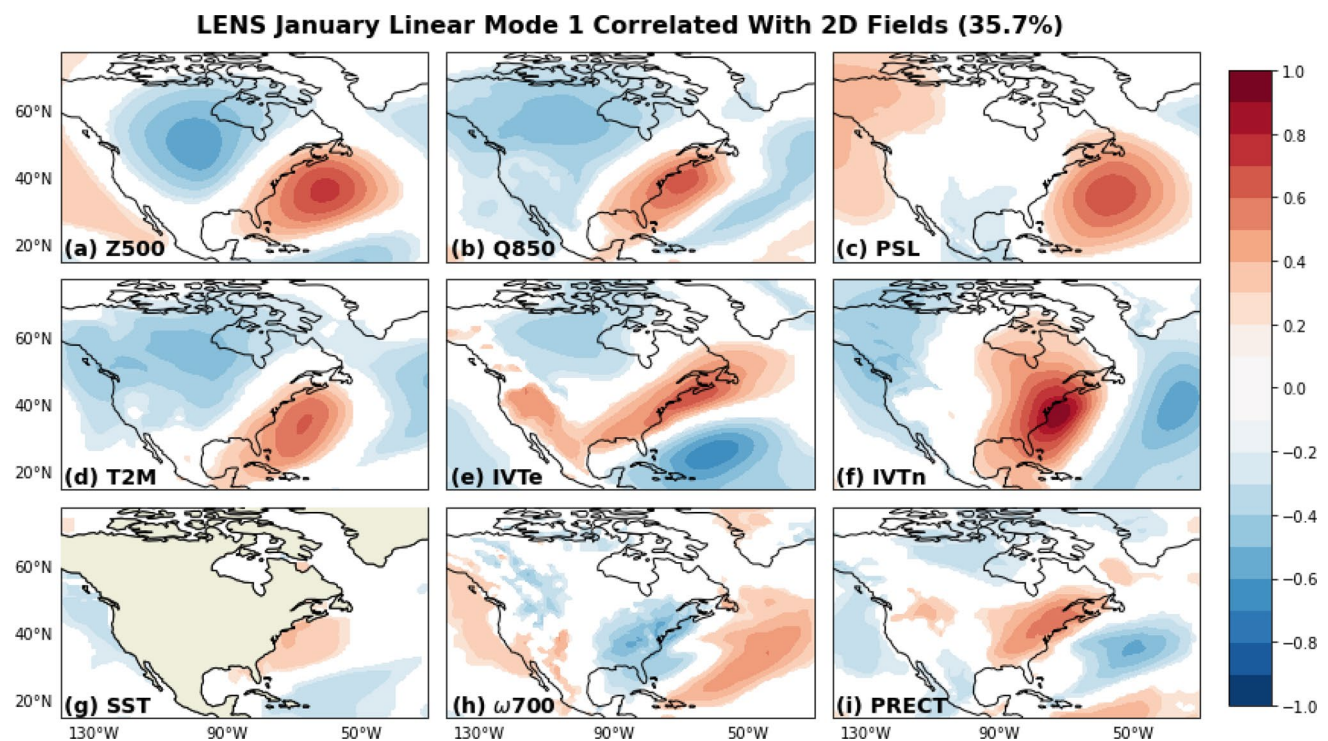 LENS January Linear Mode 1 Correlated With 2D Fields (35.7%)
60°N
40°N
20°N
(a) Z500
(b) Q850
(c) PSL
60°N
40°N
20°N
(d) T2M
(e) IVTe
(f) IVTn
60°N
40°N
20°N
(g) SST
(h) ω700
(i) PRECT
130°W
90°W
50°W
130°W
90°W
50°W
130°W
90°W
50°W
1.0
0.8
0.6
0.4
0.2
0.0
−0.2
−0.4
−0.6
−0.8
−1.0